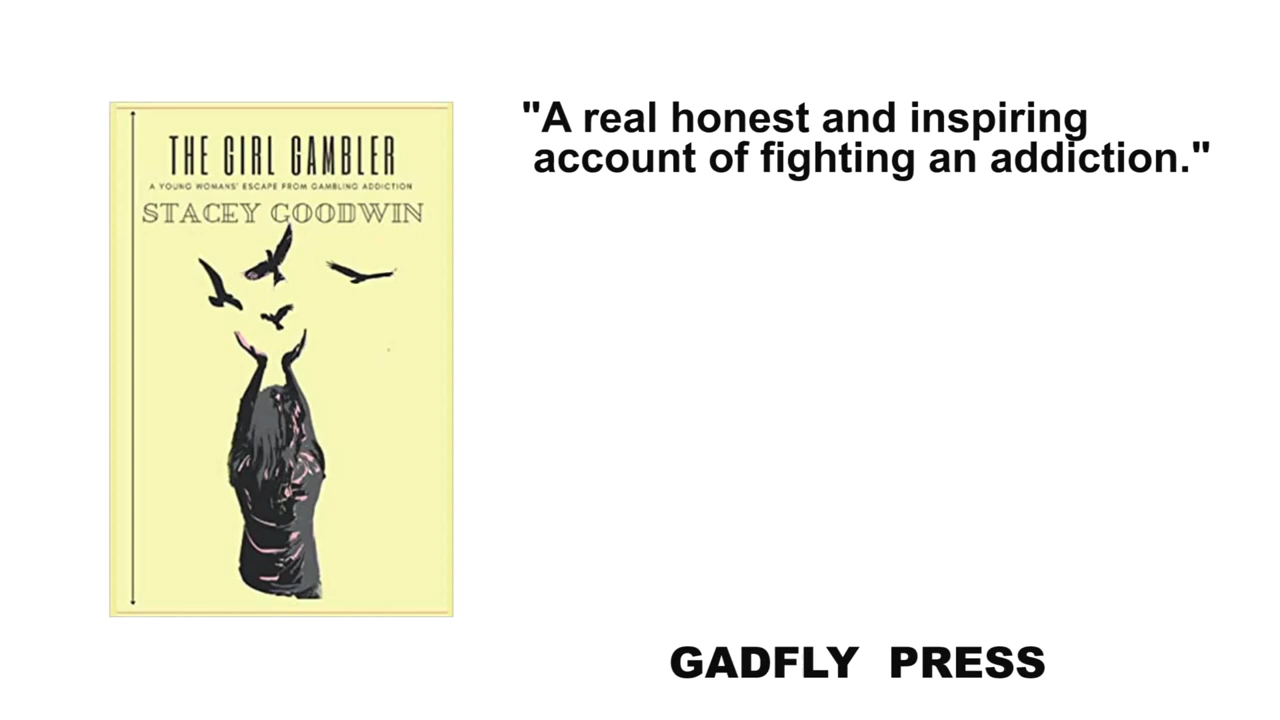 THE GIRL GAMBLER
A YOUNG WOMANS' ESCAPE FROM GAMBLING ADDICTION
STACEY GOODWIN
"A real honest and inspiring
account of fighting an addiction."
GADFLY PRESS